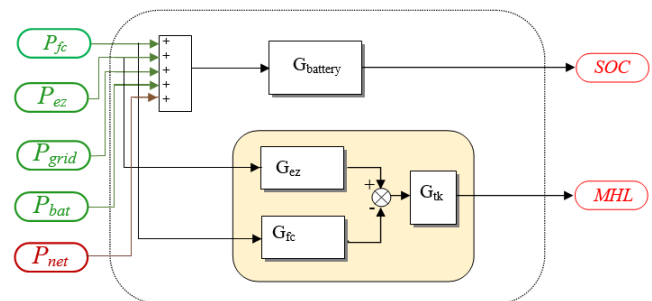 P_fc
P_ez
P_grid
P_bat
P_net
+
+
+
+
+
G_battery
SOC
G_ez
G_fc
+
-
G_tk
MHL